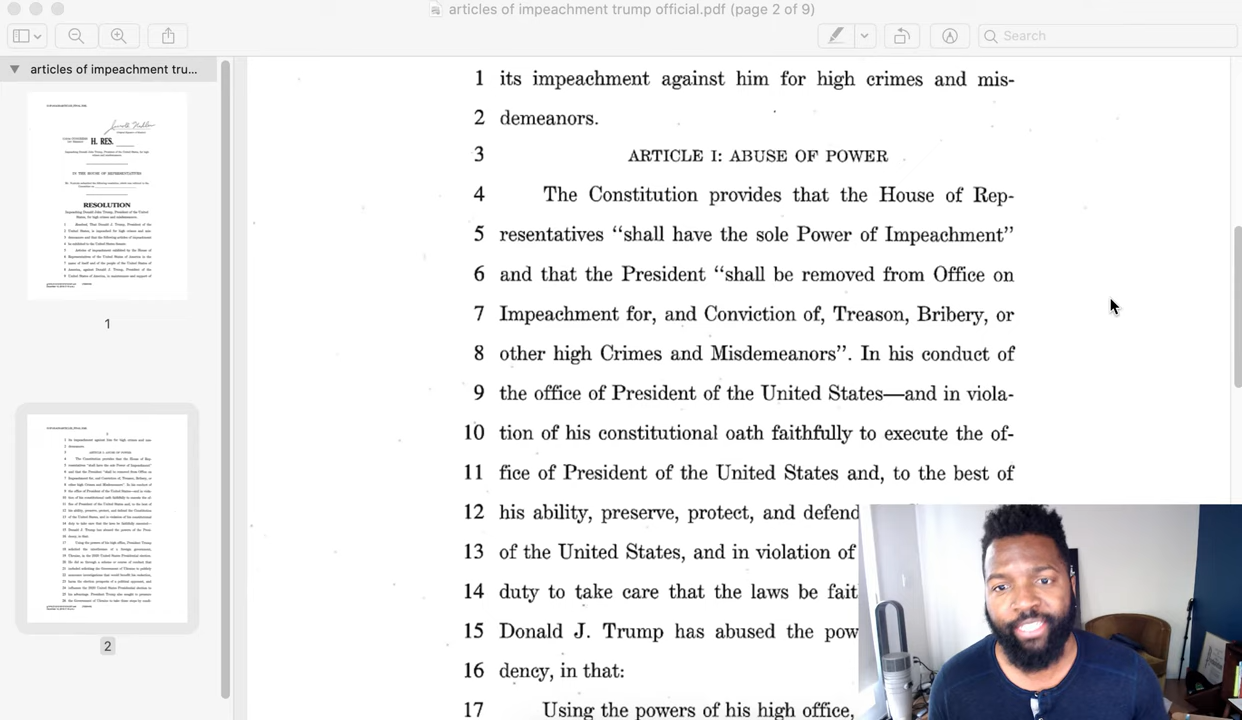 articles of impeachment trump official.pdf (page 2 of 9)
Search
articles of impeachment tru...
H. RES.
IN THE HOUSE OF REPRESENTATIVES
RESOLUTION
1
2
1 its impeachment against him for high crimes and mis-
2 demeanors.
3 ARTICLE I: ABUSE OF POWER
4 The Constitution provides that the House of Rep-
5 resentatives “shall have the sole Power of Impeachment”
6 and that the President “shall be removed from Office on
7 Impeachment for, and Conviction of, Treason, Bribery, or
8 other high Crimes and Misdemeanors”. In his conduct of
9 the office of President of the United States—and in viola-
10 tion of his constitutional oath faithfully to execute the of-
11 fice of President of the United States and, to the best of
12 his ability, preserve, protect, and defend
13 of the United States, and in violation of
14 duty to take care that the laws be fait
15 Donald J. Trump has abused the pow
16 dency, in that:
17 Using the powers of his high office,